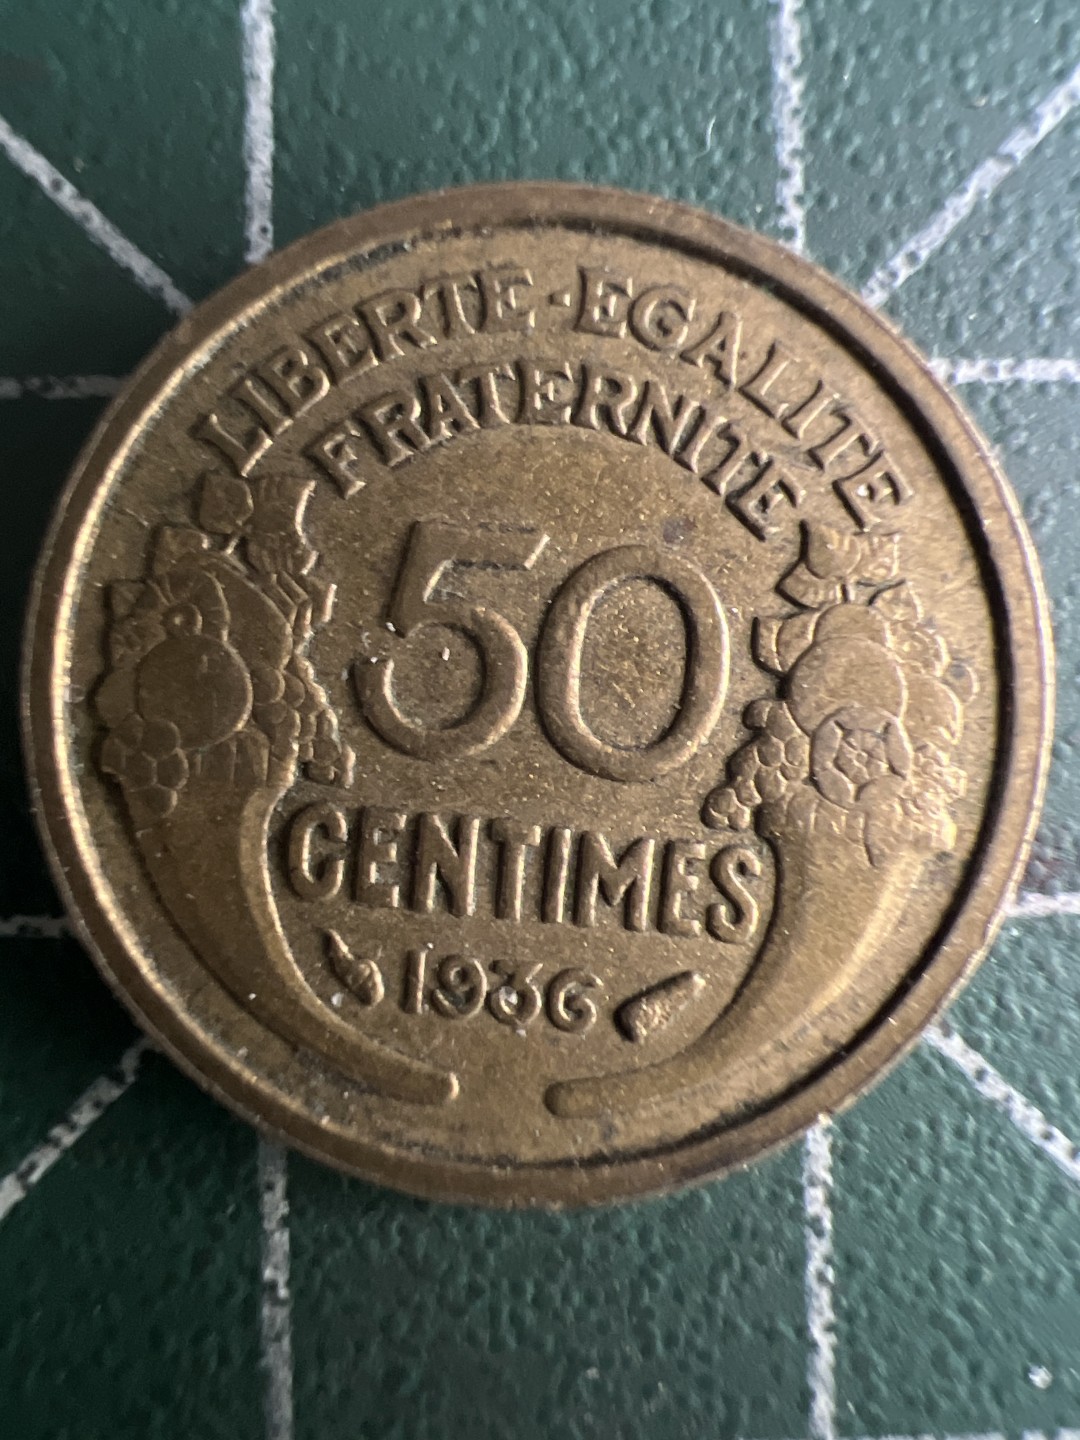 LIBERTE-EGALITE
FRATERNITE
50
CENTIMES
1936